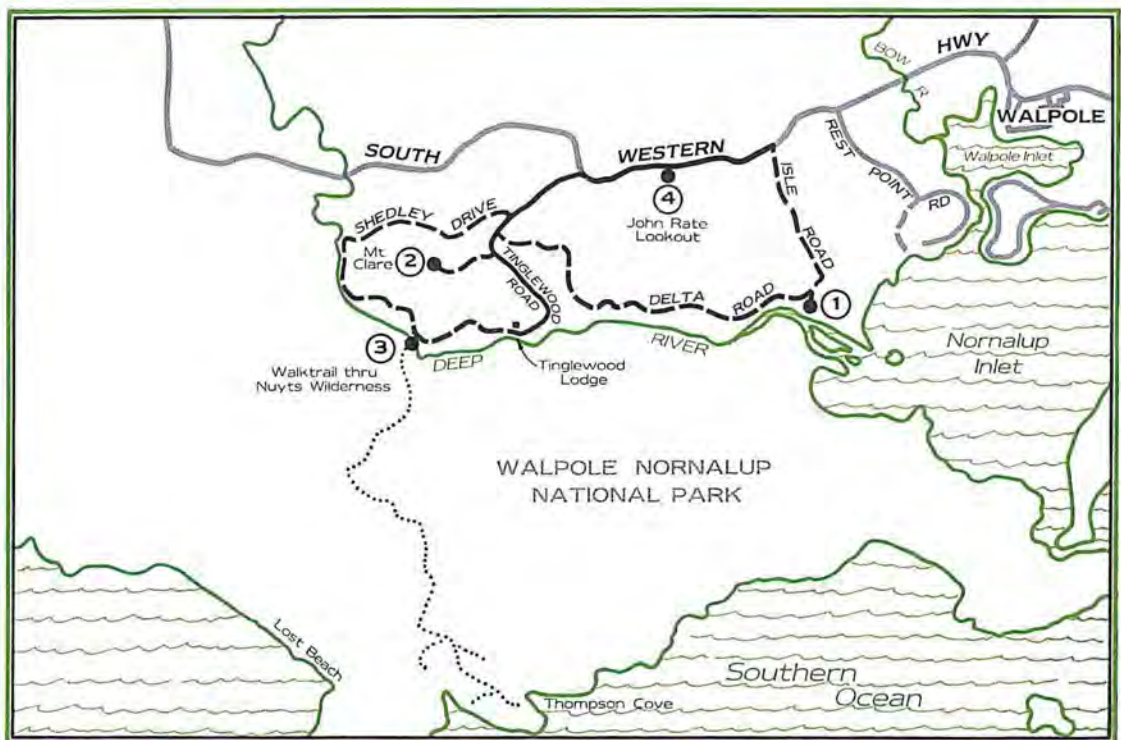 BOW
R
HWY
WALPOLE
Walpole Inlet
REST
POINT
RD
SOUTH
WESTERN
ISLE
ROAD
4
John Rate
Lookout
SHEDLEY
DRIVE
Mt.
Clare
2
TINGLEWOOD
ROAD
DELTA
ROAD
1
3
DEEP
RIVER
Walktrail thru
Nuyts Wilderness
Tinglewood
Lodge
Nornalup
Inlet
WALPOLE NORNALUP
NATIONAL PARK
Lost Beach
Thompson Cove
Southern
Ocean